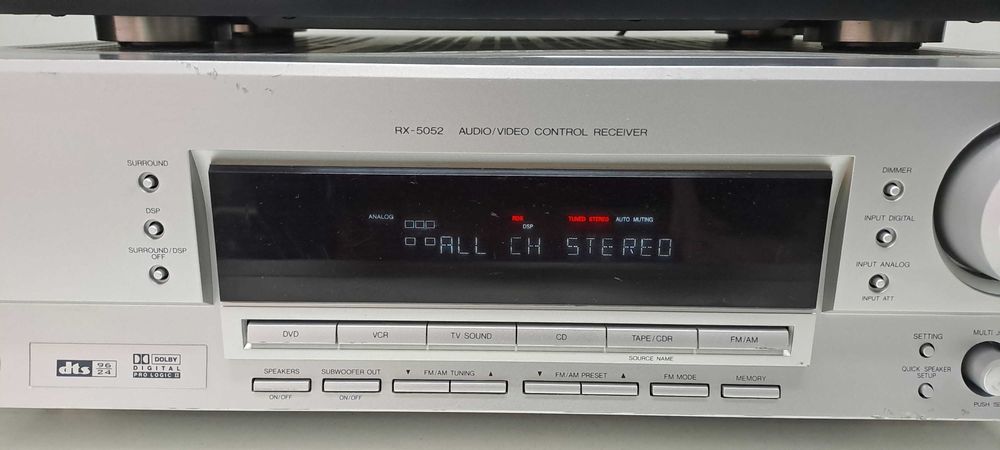 RX-5052 AUDIO/VIDEO CONTROL RECEIVER
SURROUND
DSP
SURROUND/DSP
OFF
ANALOG
RDS
TUNED STEREO AUTO MUTING
DSP
ALL CH STEREO
DIMMER
INPUT DIGITAL
INPUT ANALOG
INPUT ATT
DVD VCR TV SOUND CD TAPE/CDR FM/AM
SOURCE NAME
dts 96
24
DOLBY
DIGITAL
PRO LOGIC II
SPEAKERS
ON/OFF
SUBWOOFER OUT
ON/OFF
▼ FM/AM TUNING ▲
▼ FM/AM PRESET ▲
FM MODE
MEMORY
SETTING
QUICK SPEAKER
SETUP
MULTI
PUSH